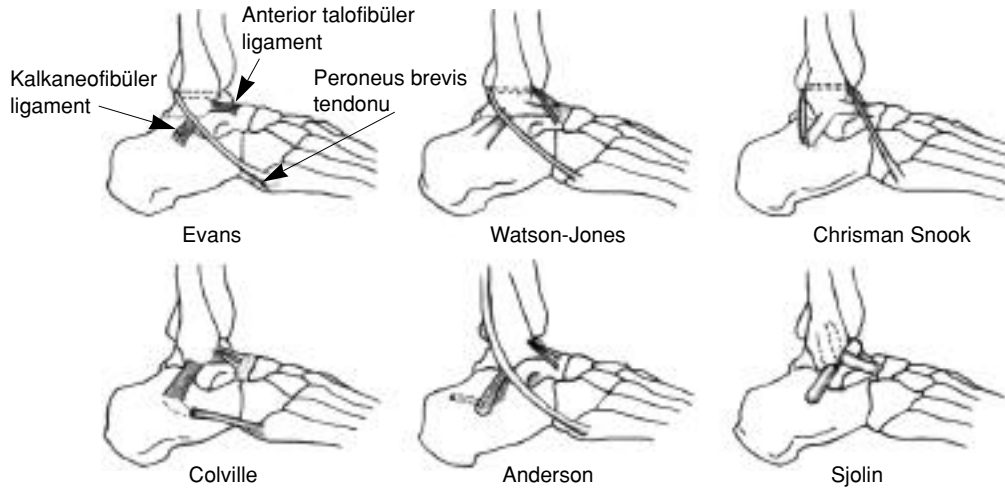 Anterior talofibüler
ligament
Kalkaneofibüler
ligament
Peroneus brevis
tendonu
Evans
Watson-Jones
Chrisman Snook
Colville
Anderson
Sjolin